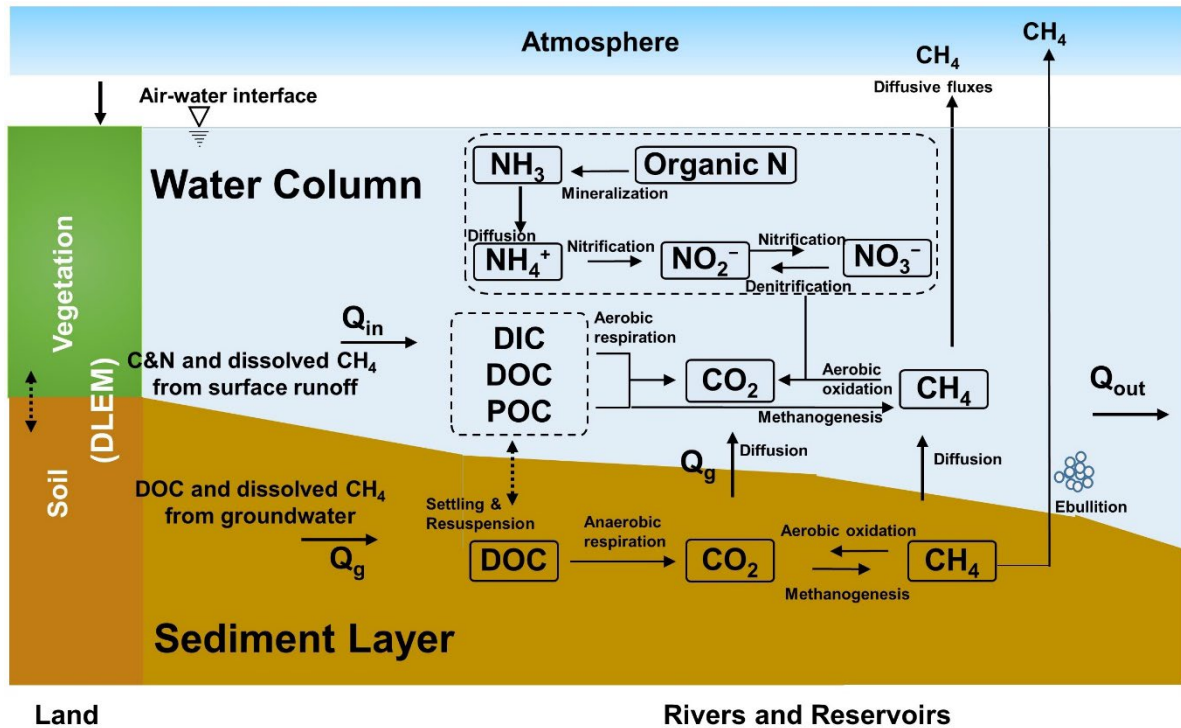 Atmosphere
CH₄
CH₄
Diffusive fluxes
Air-water interface
Water Column
NH₃
Organic N
Mineralization
Diffusion
NH₄⁺
Nitrification
NO₂⁻
Nitrification
NO₃⁻
Denitrification
Vegetation
Soil
(DLEM)
Qin
C&N and dissolved CH₄
from surface runoff
DIC
DOC
POC
Aerobic
respiration
CO₂
Aerobic
oxidation
CH₄
Methanogenesis
Qout
Qg
Diffusion
Diffusion
Ebullition
DOC and dissolved CH₄
from groundwater
Qg
Settling &
Resuspension
DOC
Anaerobic
respiration
CO₂
Aerobic oxidation
Methanogenesis
CH₄
Sediment Layer
Land
Rivers and Reservoirs